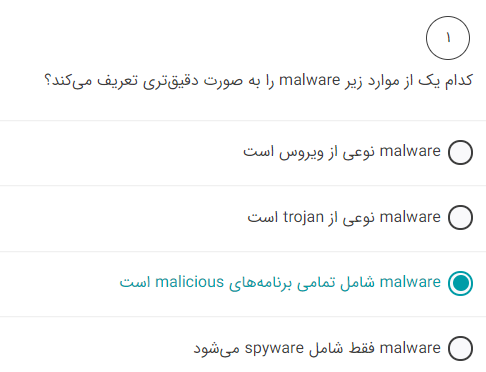 ۱
کدام یک از موارد زیر malware را به صورت دقیق‌تری تعریف می‌کند؟
malware نوعی از ویروس است
malware نوعی از trojan است
malware شامل تمامی برنامه‌های malicious است
malware فقط شامل spyware می‌شود